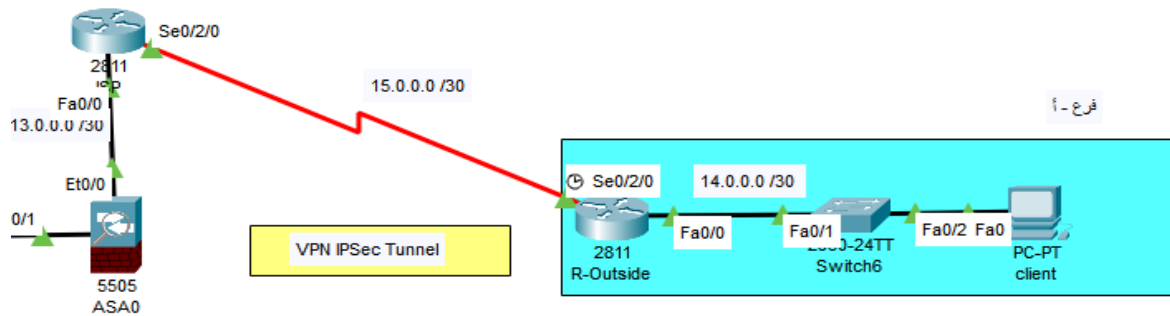 Se0/2/0
2811
ISP
Fa0/0
13.0.0.0 /30
Et0/0
0/1
5505
ASA0
15.0.0.0 /30
VPN IPSec Tunnel
فرع - أ
Se0/2/0
14.0.0.0 /30
Fa0/0
2811
R-Outside
Fa0/1
Switch6
Fa0/2
Fa0
PC-PT
client